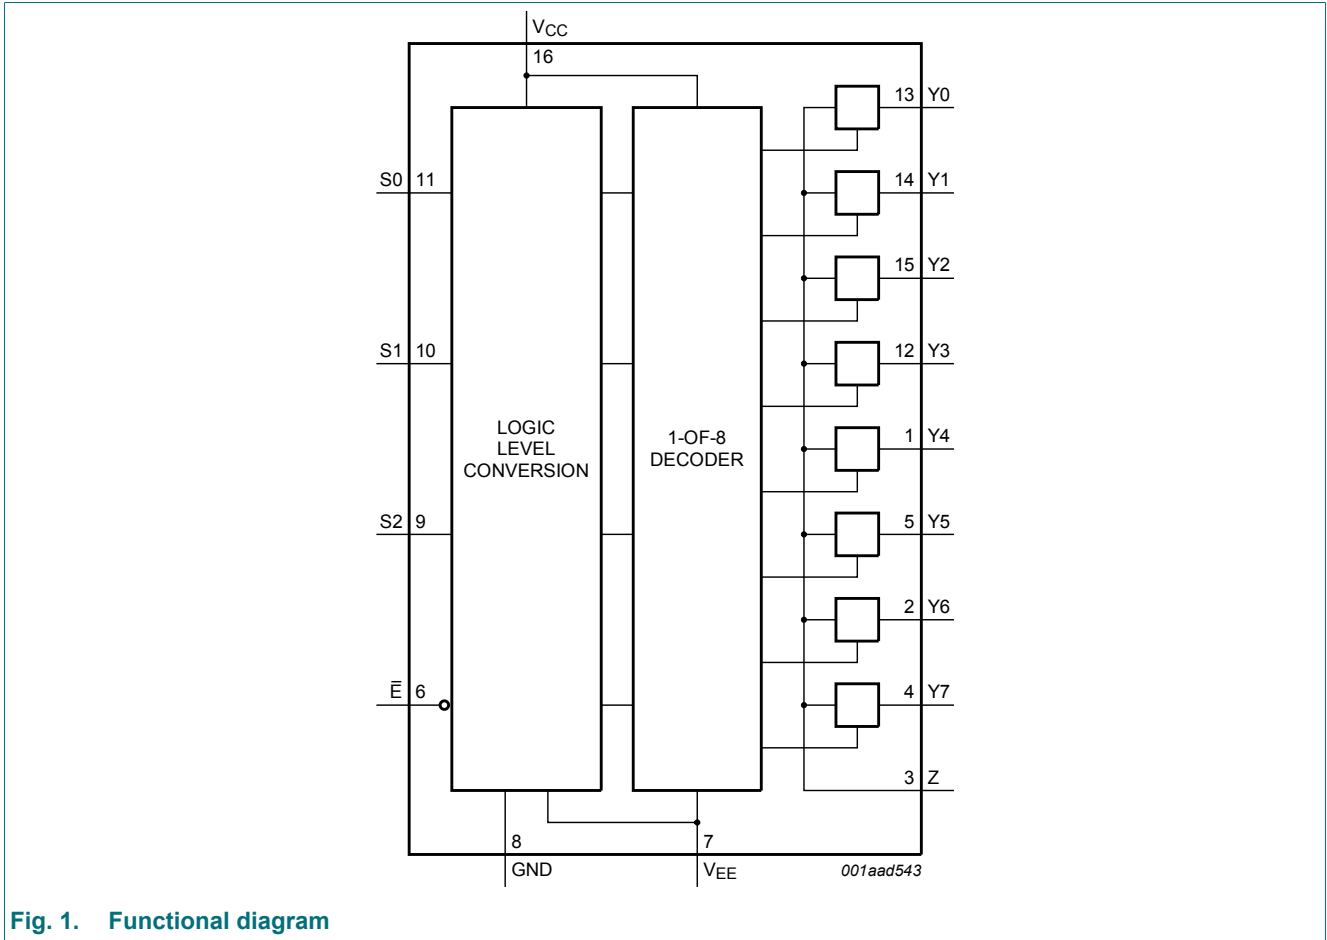 VCC
16
13 Y0
S0 11
14 Y1
15 Y2
S1 10
12 Y3
LOGIC
LEVEL
CONVERSION
1-OF-8
DECODER
1 Y4
S2 9
5 Y5
2 Y6
E̅ 6
4 Y7
3 Z
8
GND
7
VEE
001aad543
Fig. 1. Functional diagram